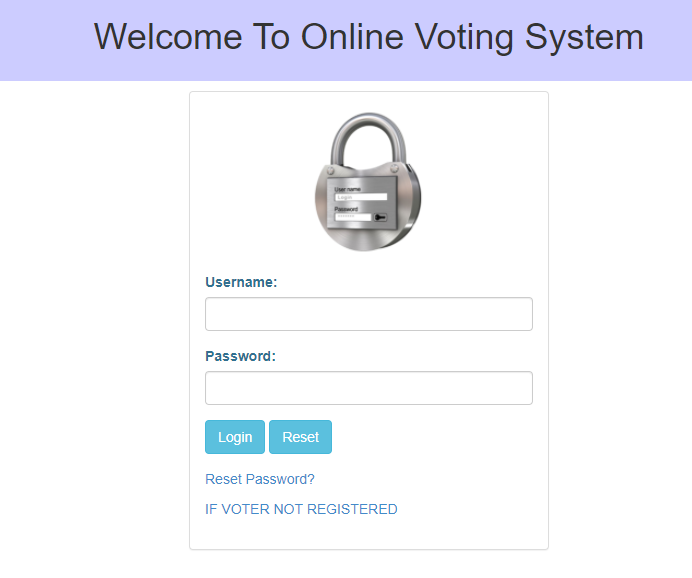 Welcome To Online Voting System
User name
Login
Password
Username:
Password:
Login Reset
Reset Password?
IF VOTER NOT REGISTERED